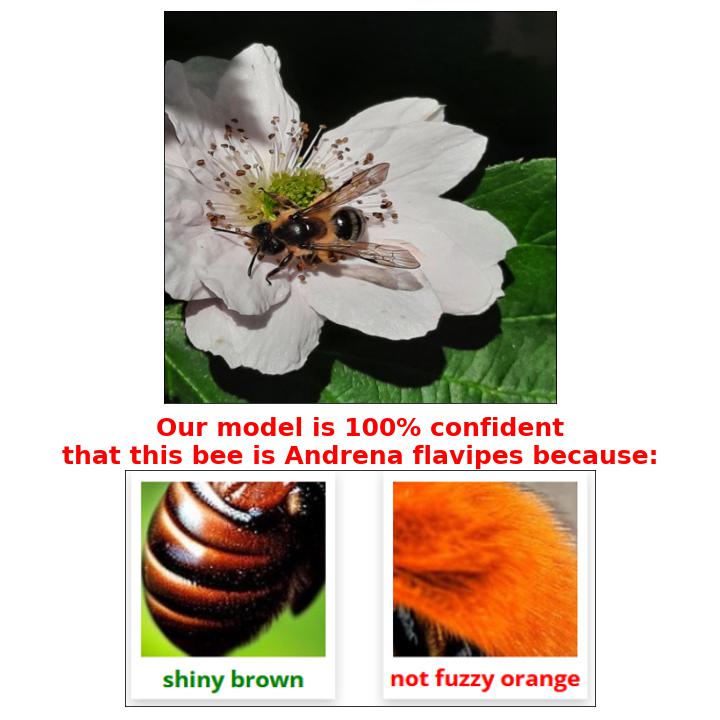 Our model is 100% confident
that this bee is Andrena flavipes because:
shiny brown
not fuzzy orange